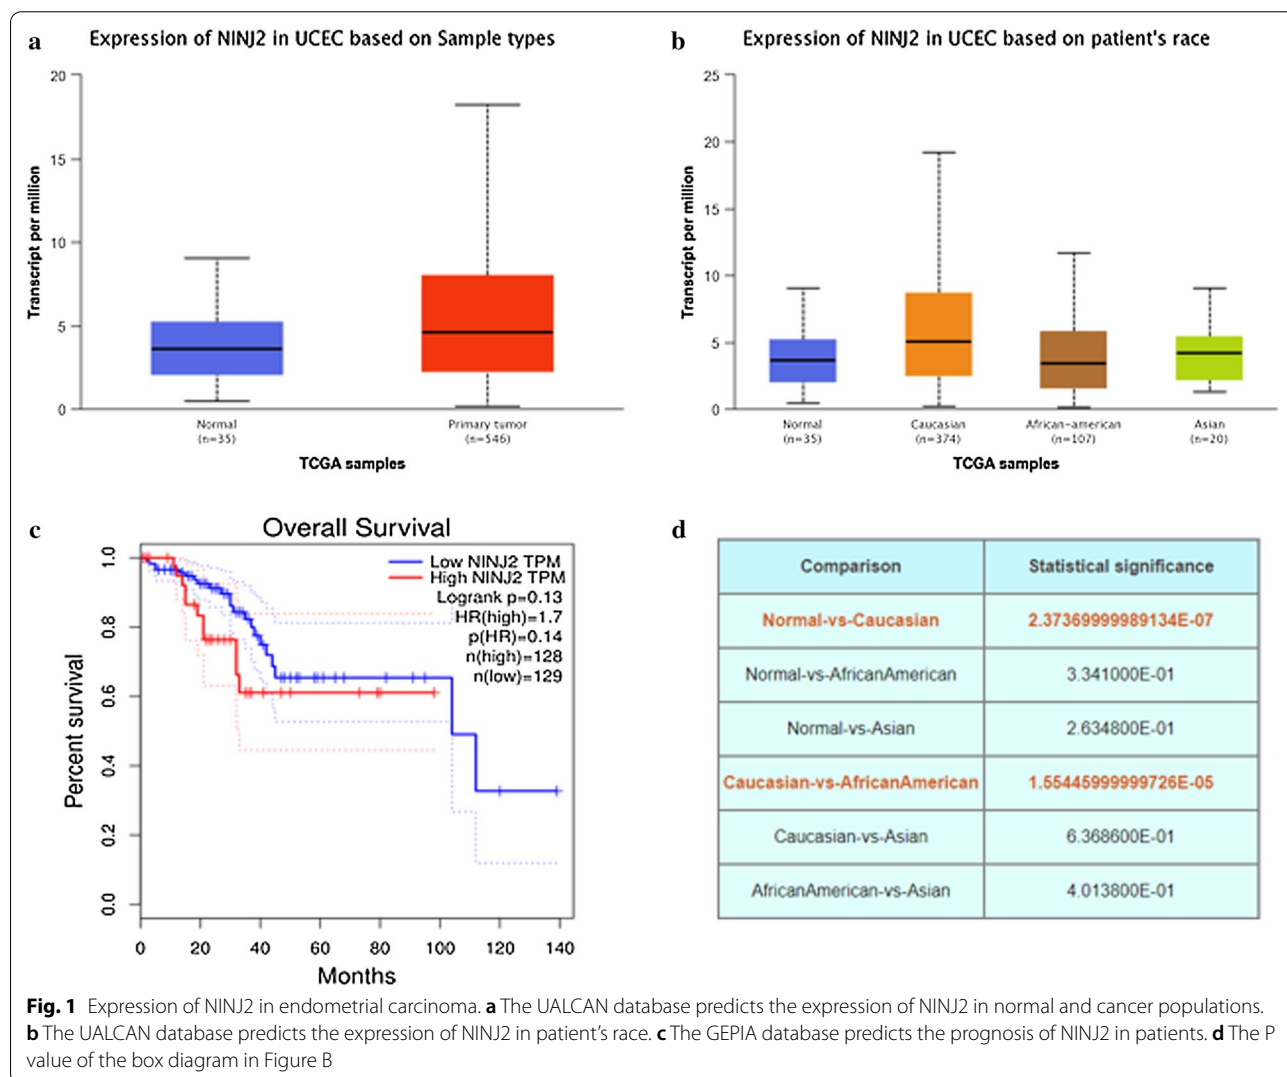 a Expression of NINJ2 in UCEC based on Sample types
Transcript per million
20
15
10
5
0
Normal
(n=35)
Primary tumor
(n=546)
TCGA samples
b Expression of NINJ2 in UCEC based on patient's race
Transcript per million
25
20
15
10
5
0
Normal
(n=35)
Caucasian
(n=374)
African-american
(n=107)
Asian
(n=20)
TCGA samples
c Overall Survival
Low NINJ2 TPM
High NINJ2 TPM
Logrank p=0.13
HR(high)=1.7
p(HR)=0.14
n(high)=128
n(low)=129
Percent survival
1.0
0.8
0.6
0.4
0.2
0.0
0 20 40 60 80 100 120 140
Months
d
Comparison Statistical significance
Normal-vs-Caucasian 2.37369999989134E-07
Normal-vs-AfricanAmerican 3.341000E-01
Normal-vs-Asian 2.634800E-01
Caucasian-vs-AfricanAmerican 1.55445999999726E-05
Caucasian-vs-Asian 6.368600E-01
AfricanAmerican-vs-Asian 4.013800E-01
Fig. 1 Expression of NINJ2 in endometrial carcinoma. a The UALCAN database predicts the expression of NINJ2 in normal and cancer populations.
b The UALCAN database predicts the expression of NINJ2 in patient's race. c The GEPIA database predicts the prognosis of NINJ2 in patients. d The P
value of the box diagram in Figure B